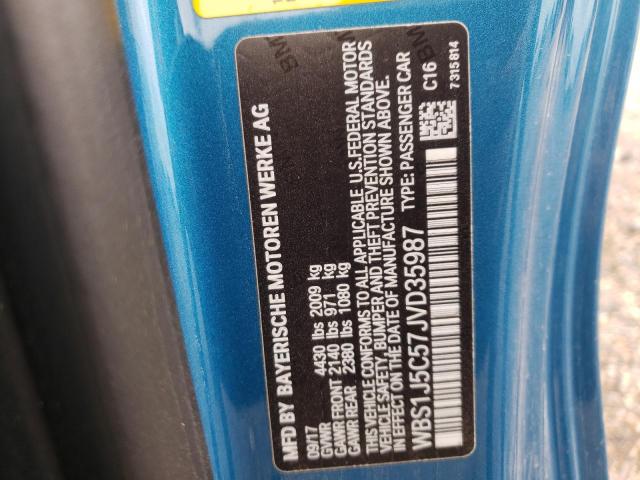 MFD BY BAYERISCHE MOTOREN WERKE AG
09/17
GVWR 4430 lbs 2009 kg
GAWR FRONT 2140 lbs 971 kg
GAWR REAR 2380 lbs 1080 kg
THIS VEHICLE CONFORMS TO ALL APPLICABLE U.S.FEDERAL MOTOR
VEHICLE SAFETY, BUMPER AND THEFT PREVENTION STANDARDS
IN EFFECT ON THE DATE OF MANUFACTURE SHOWN ABOVE.
WBS1J5C57JVD35987 TYPE: PASSENGER CAR
C16
7315814
BMW
BMW